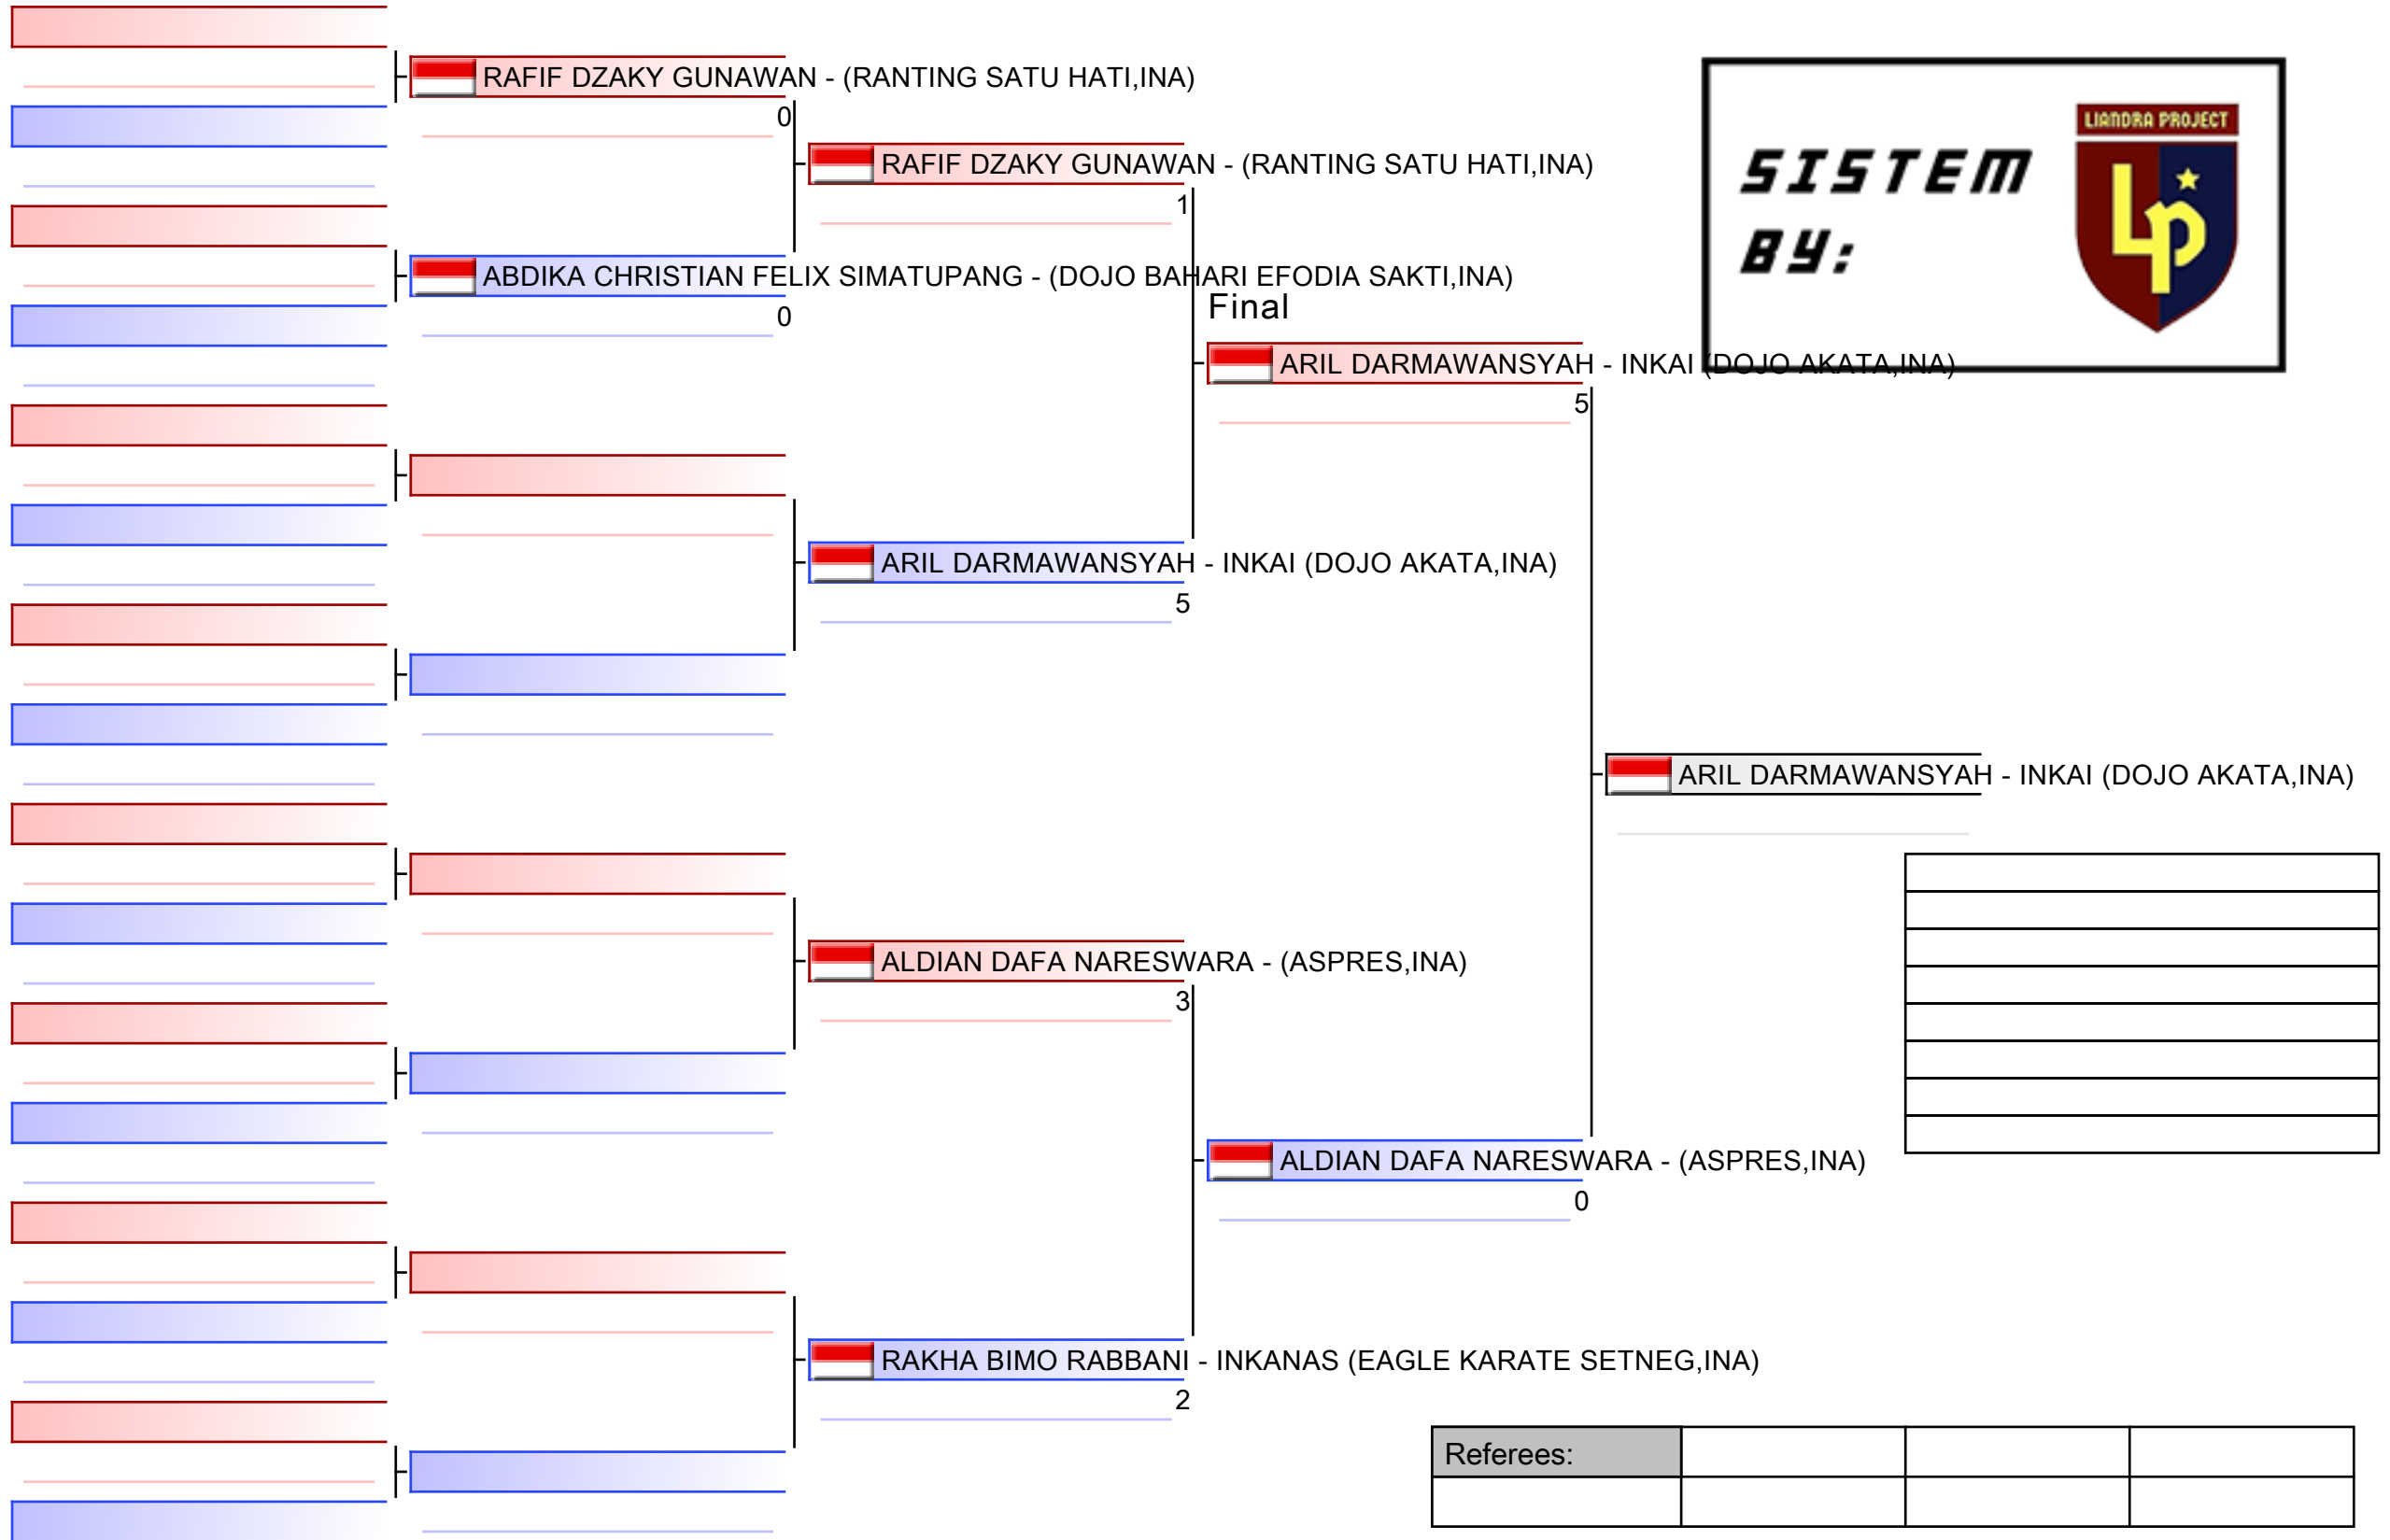 RAFIF DZAKY GUNAWAN - (RANTING SATU HATI,INA)
0
ABDIKA CHRISTIAN FELIX SIMATUPANG - (DOJO BAHARI EFODIA SAKTI,INA)
0
RAFIF DZAKY GUNAWAN - (RANTING SATU HATI,INA)
1
ARIL DARMAWANSYAH - INKAI (DOJO AKATA,INA)
5
ALDIAN DAFA NARESWARA - (ASPRES,INA)
3
RAKHA BIMO RABBANI - INKANAS (EAGLE KARATE SETNEG,INA)
2
Final
ARIL DARMAWANSYAH - INKAI (DOJO AKATA,INA)
5
ALDIAN DAFA NARESWARA - (ASPRES,INA)
0
ARIL DARMAWANSYAH - INKAI (DOJO AKATA,INA)
SISTEM
BY:
LIANDRA PROJECT
Lp
Referees: